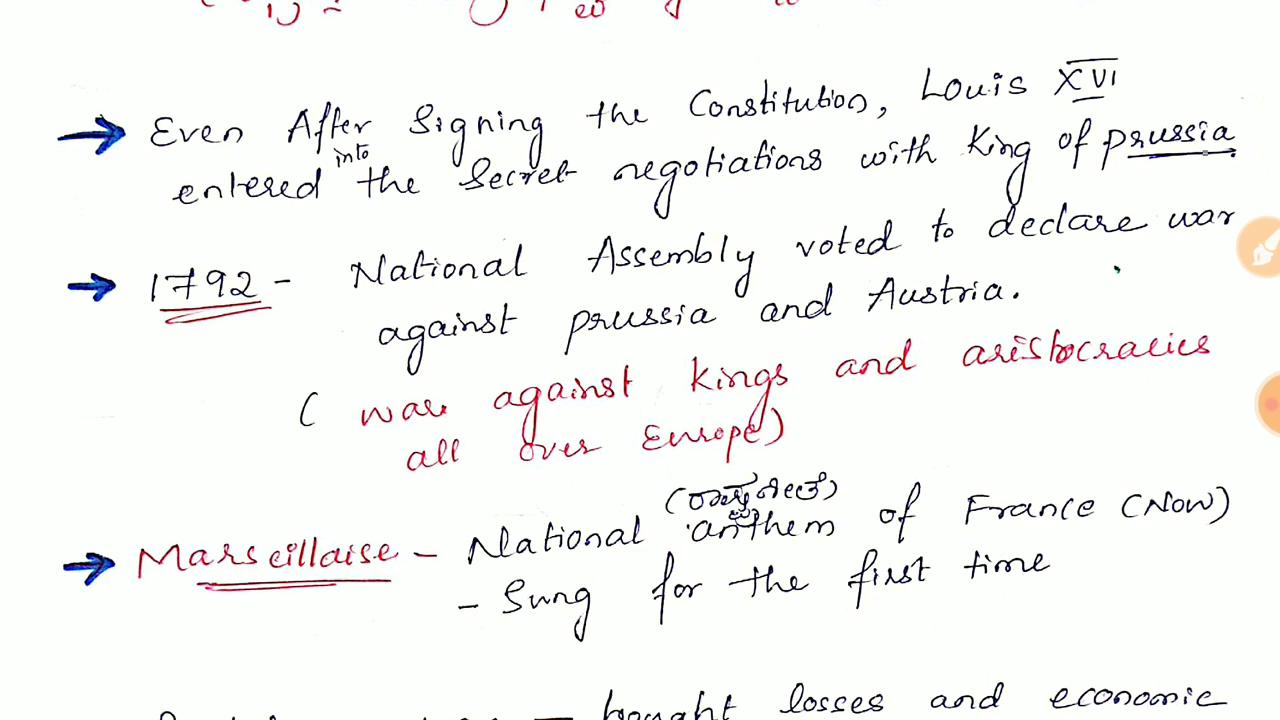 → Even After Signing the Constitution, Louis XVI
entered into the Secret negotiations with King of prussia
→ 1792 - National Assembly voted to declare war
against prussia and Austria.
( war against kings and aristocracies
all over Europe)
(ರಾಷ್ಟ್ರಗೀತೆ)
→ Marseillaise - National anthem of France (Now)
- Sung for the first time
bought losses and economic